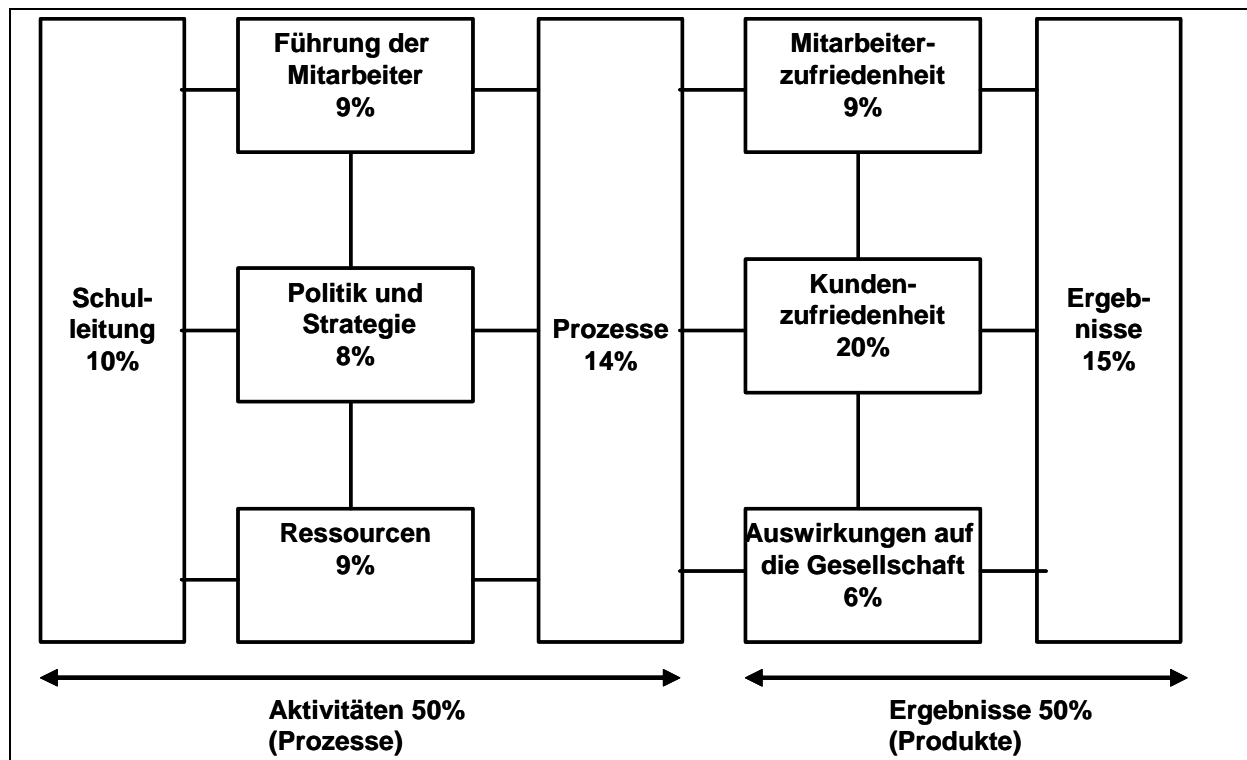 Führung der
Mitarbeiter
9%
Mitarbeiter-
zufriedenheit
9%
Schul-
leitung
10%
Politik und
Strategie
8%
Prozesse
14%
Kunden-
zufriedenheit
20%
Ergeb-
nisse
15%
Ressourcen
9%
Auswirkungen auf
die Gesellschaft
6%
Aktivitäten 50%
(Prozesse)
Ergebnisse 50%
(Produkte)